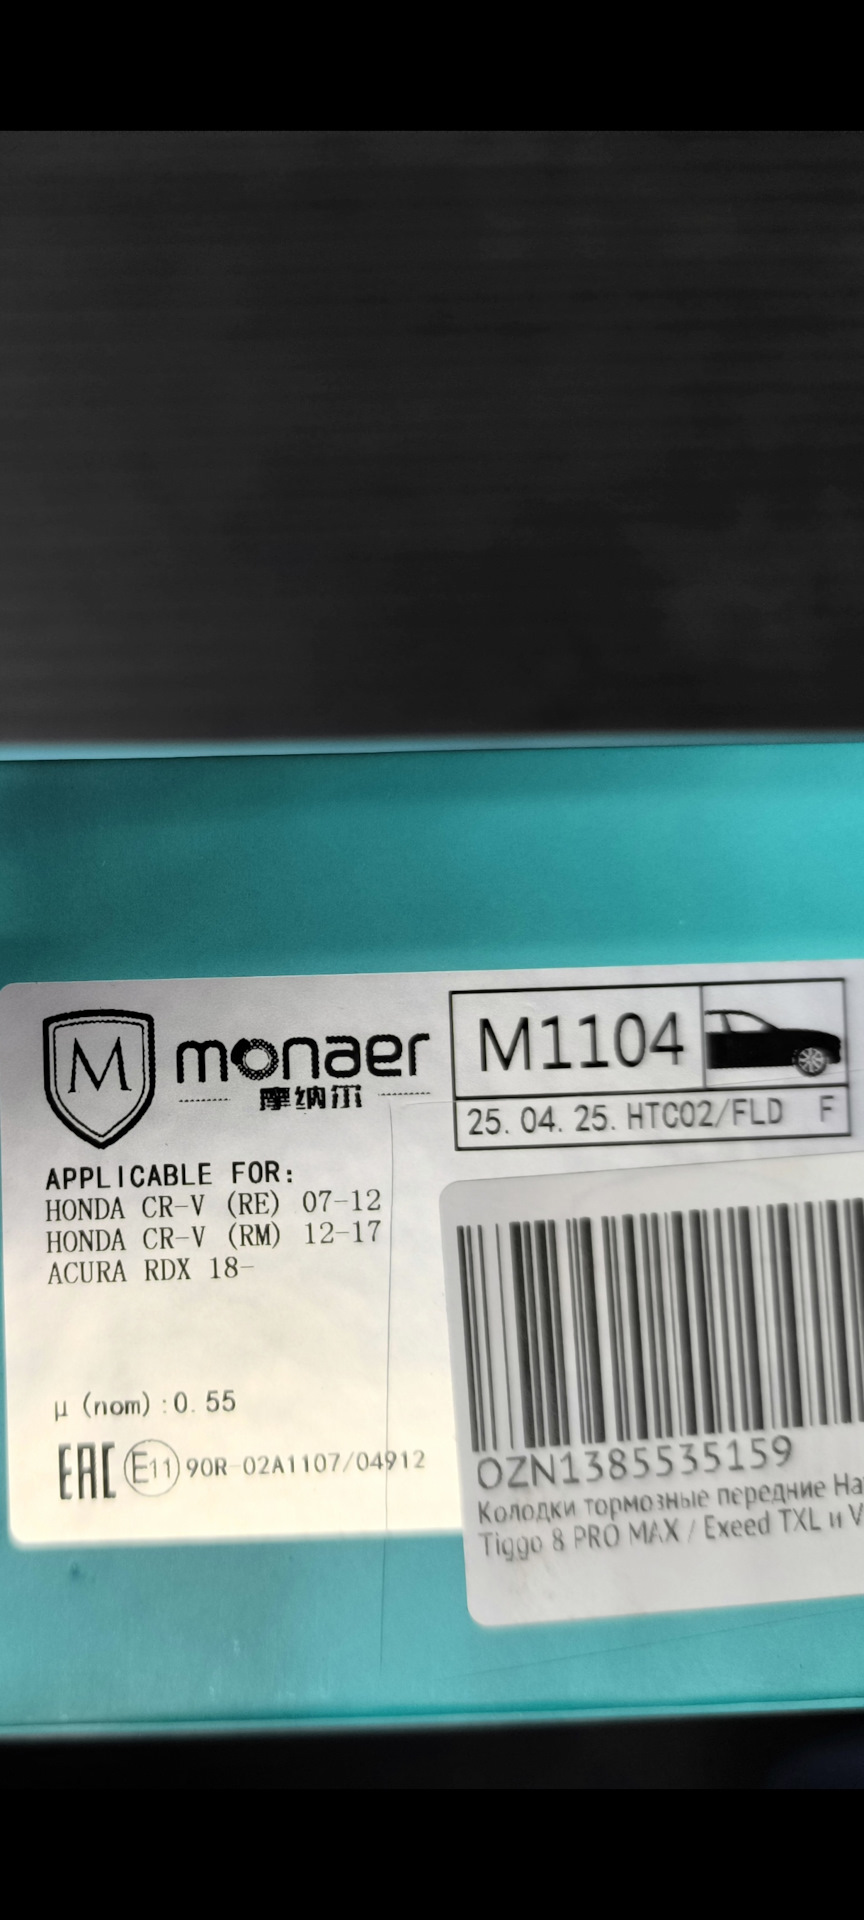 M
monaer
摩纳尔
M1104
25.04.25.HTC02/FLD F
APPLICABLE FOR:
HONDA CR-V (RE) 07-12
HONDA CR-V (RM) 12-17
ACURA RDX 18-
µ (nom) :0.55
EAC E11 90R-02A1107/04912
OZN1385535159
Колодки тормозные передние
Tiggo 8 PRO MAX / Exeed TXL и